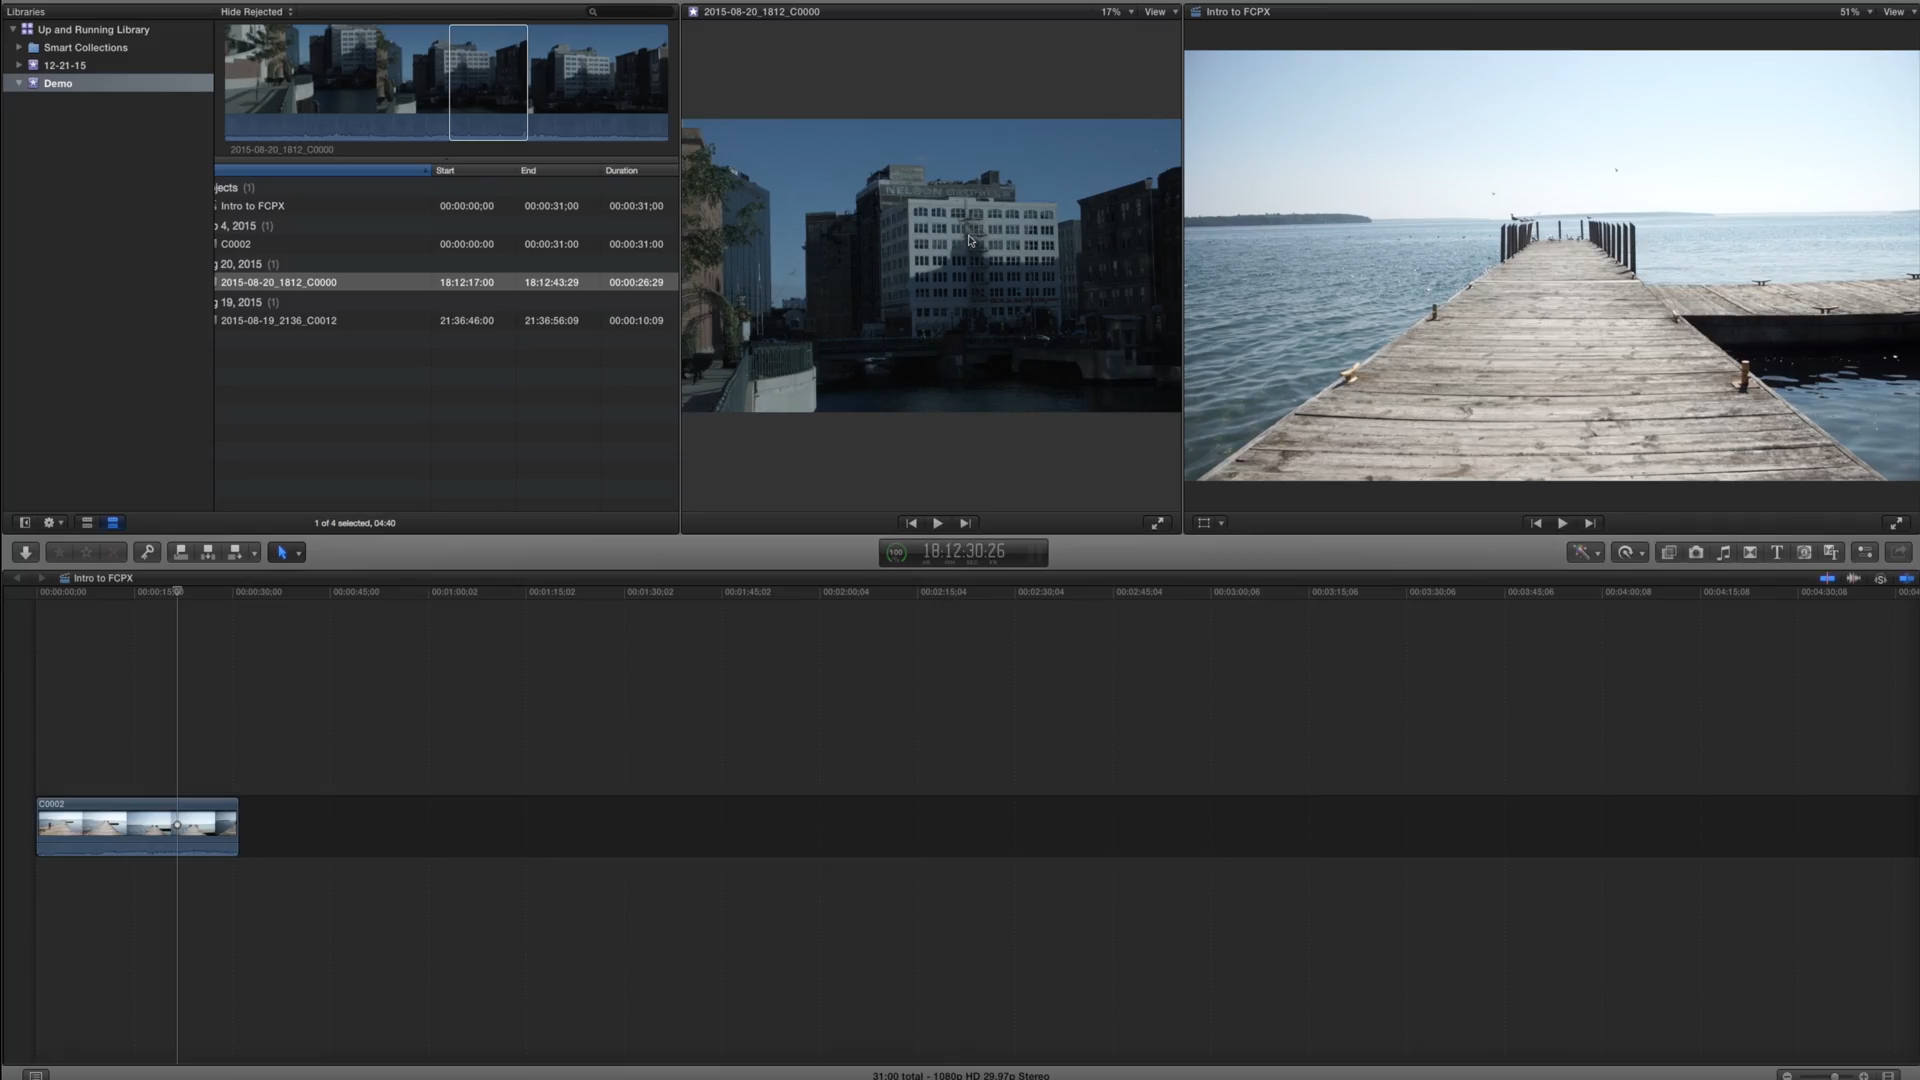 Libraries
Up and Running Library
Smart Collections
12-21-15
Demo
Hide Rejected
2015-08-20_1812_C0000
Start End Duration
jects (1)
Intro to FCPX 00:00:00;00 00:00:31;00 00:00:31;00
4, 2015 (1)
C0002 00:00:00:00 00:00:31:00 00:00:31:00
g 20, 2015 (1)
2015-08-20_1812_C0000 18:12:17:00 18:12:43:29 00:00:26:29
g 19, 2015 (1)
2015-08-19_2136_C0012 21:36:46:00 21:36:56:09 00:00:10:09
1 of 4 selected, 04:40
2015-08-20_1812_C0000 17% View
NELSON
Intro to FCPX 51% View
100 18:12:30:26
Intro to FCPX
00:00:00;00 00:00:15 00:00:30;00 00:00:45;00 00:01:00;02 00:01:15;02 00:01:30;02 00:01:45;02 00:02:00;04 00:02:15;04 00:02:30;04 00:02:45;04 00:03:00;06 00:03:15;06 00:03:30;06 00:03:45;06 00:04:00;08 00:04:15;08 00:04:30;08 00:04
C0002
31:00 total - 1080p HD 29.97p Stereo